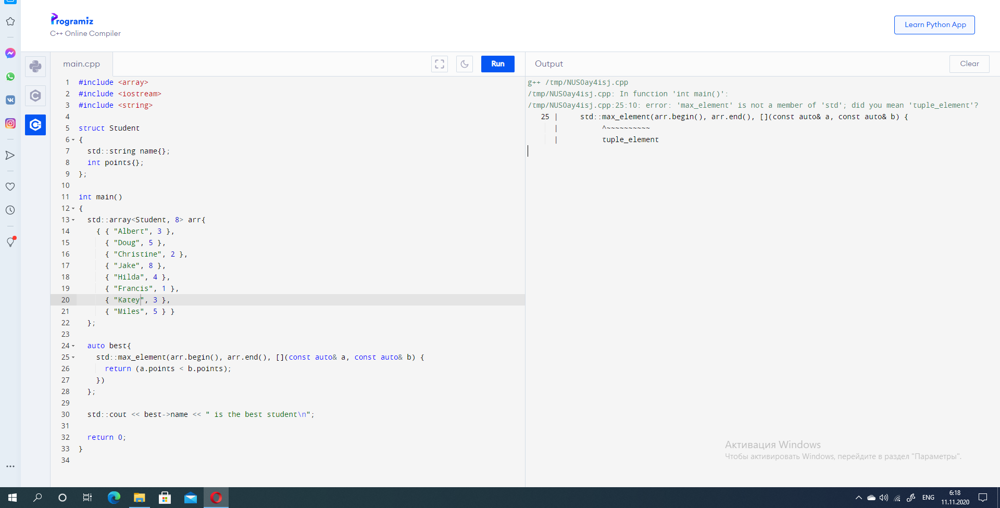 Programiz
C++ Online Compiler
Learn Python App
main.cpp
Run
Output
Clear
1 #include <array>
2 #include <iostream>
3 #include <string>
4
5 struct Student
6 {
7 std::string name{};
8 int points{};
9 };
10
11 int main()
12 {
13 std::array<Student, 8> arr{
14 { { "Albert", 3 },
15 { "Doug", 5 },
16 { "Christine", 2 },
17 { "Jake", 8 },
18 { "Hilda", 4 },
19 { "Francis", 1 },
20 { "Katey", 3 },
21 { "Miles", 5 } }
22 };
23
24 auto best{
25 std::max_element(arr.begin(), arr.end(), [](const auto& a, const auto& b) {
26 return (a.points < b.points);
27 })
28 };
29
30 std::cout << best->name << " is the best student\n";
31
32 return 0;
33 }
34
g++ /tmp/NUS0ay4isj.cpp
/tmp/NUS0ay4isj.cpp: In function 'int main()':
/tmp/NUS0ay4isj.cpp:25:10: error: 'max_element' is not a member of 'std'; did you mean 'tuple_element'?
25 | std::max_element(arr.begin(), arr.end(), [](const auto& a, const auto& b) {
| ^~~~~~~~~~~
| tuple_element
Активация Windows
Чтобы активировать Windows, перейдите в раздел "Параметры".
ENG
6:18
11.11.2020